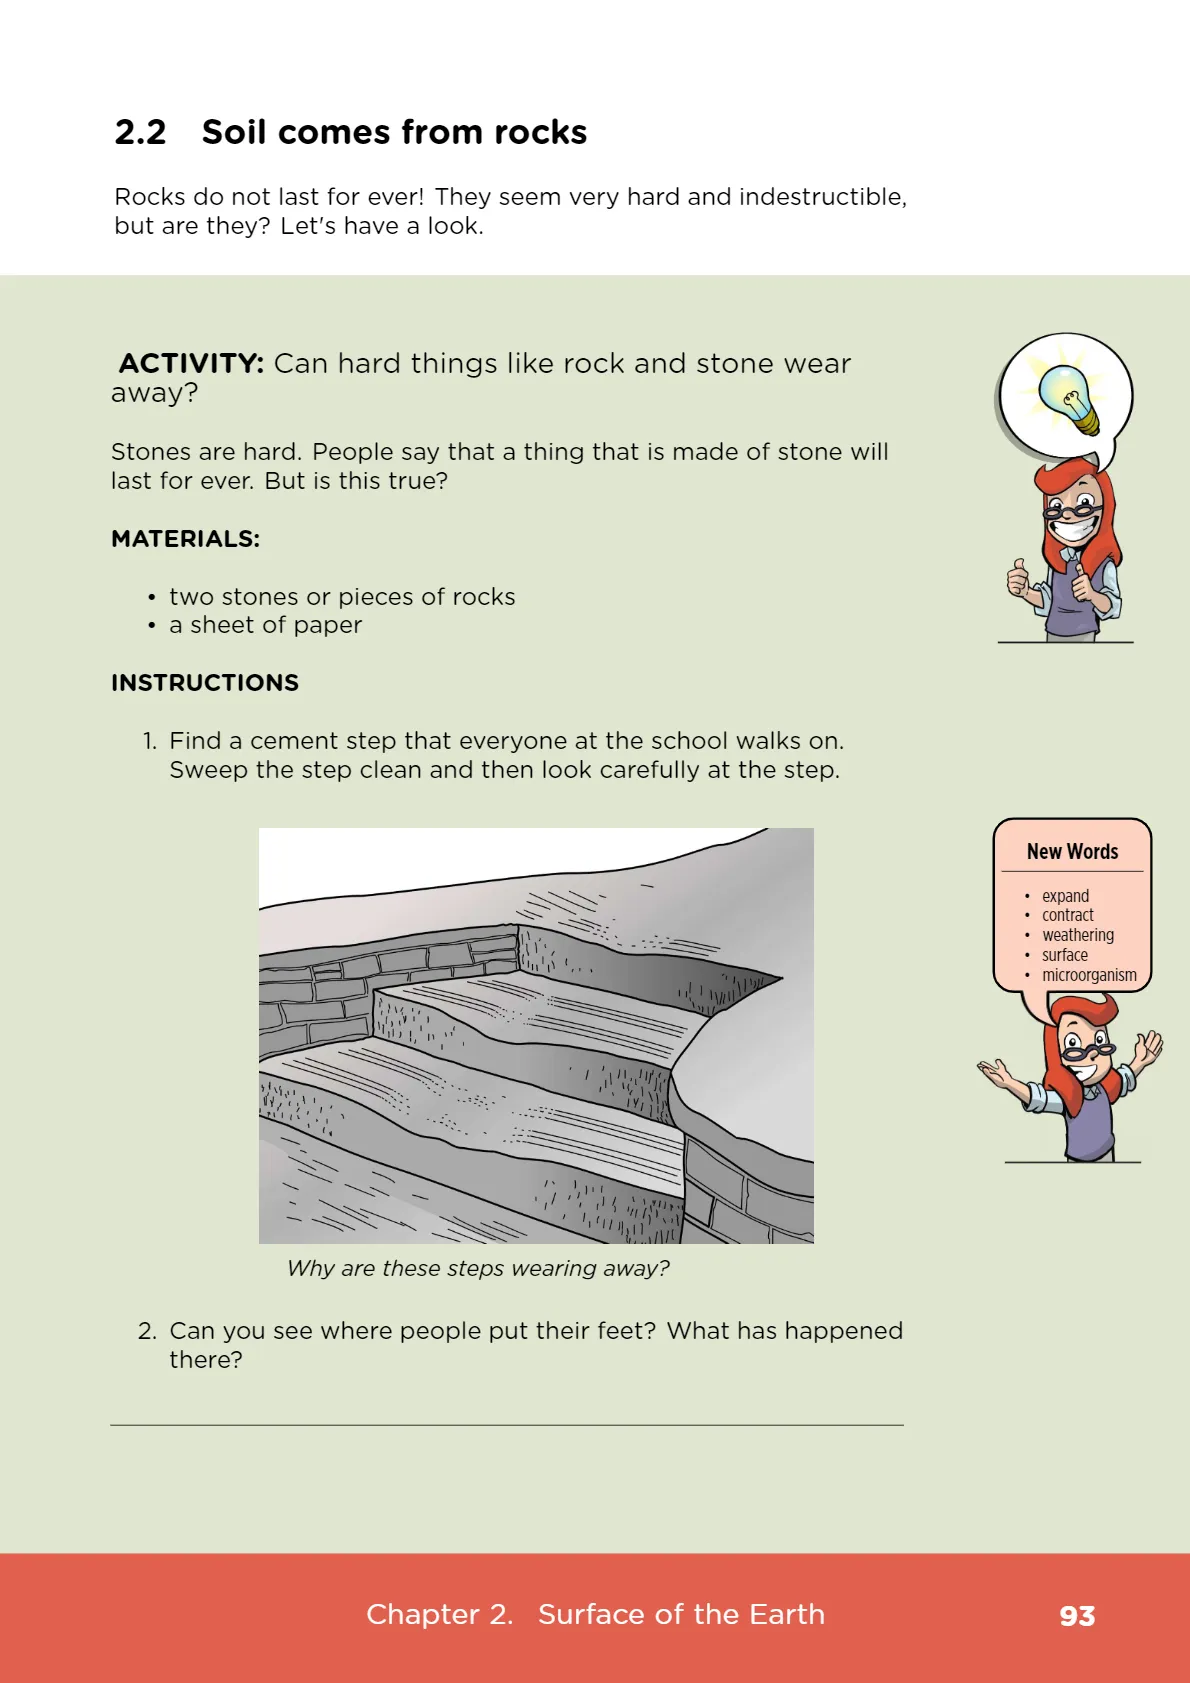 2.2 Soil comes from rocks
Rocks do not last for ever! They seem very hard and indestructible,
but are they? Let's have a look.
ACTIVITY: Can hard things like rock and stone wear
away?
Stones are hard. People say that a thing that is made of stone will
last for ever. But is this true?
MATERIALS:
• two stones or pieces of rocks
• a sheet of paper
INSTRUCTIONS
1. Find a cement step that everyone at the school walks on.
Sweep the step clean and then look carefully at the step.
New Words
• expand
• contract
• weathering
• surface
• microorganism
Why are these steps wearing away?
2. Can you see where people put their feet? What has happened
there?
Chapter 2. Surface of the Earth 93